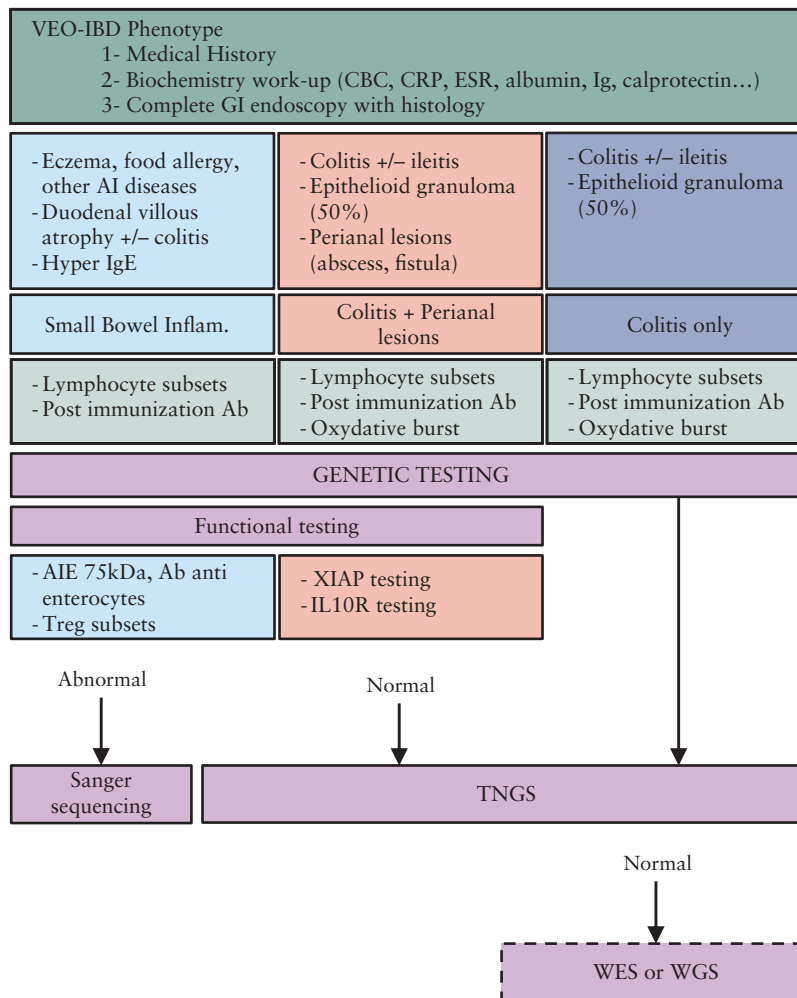 VEO-IBD Phenotype
1- Medical History
2- Biochemistry work-up (CBC, CRP, ESR, albumin, Ig, calprotectin…)
3- Complete GI endoscopy with histology
- Eczema, food allergy,
other AI diseases
- Duodenal villous
atrophy +/– colitis
- Hyper IgE
- Colitis +/– ileitis
- Epithelioid granuloma
(50%)
- Perianal lesions
(abscess, fistula)
- Colitis +/– ileitis
- Epithelioid granuloma
(50%)
Small Bowel Inflam.
Colitis + Perianal
lesions
Colitis only
- Lymphocyte subsets
- Post immunization Ab
- Lymphocyte subsets
- Post immunization Ab
- Oxydative burst
- Lymphocyte subsets
- Post immunization Ab
- Oxydative burst
GENETIC TESTING
Functional testing
- AIE 75kDa, Ab anti
enterocytes
- Treg subsets
- XIAP testing
- IL10R testing
Abnormal
Normal
Sanger
sequencing
TNGS
Normal
WES or WGS